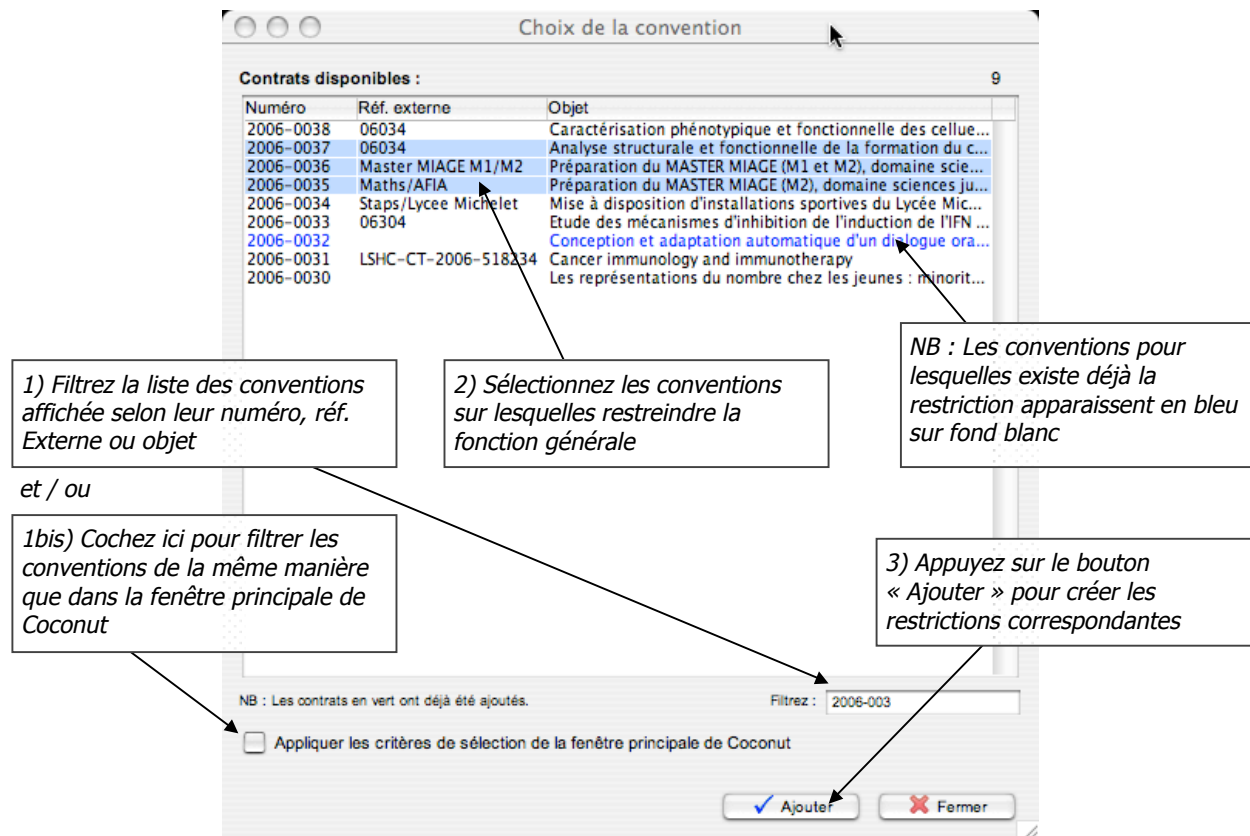 Choix de la convention
Contrats disponibles :
9
Numéro Réf. externe Objet
2006-0038 06034 Caractérisation phénotypique et fonctionnelle des cellue...
2006-0037 06034 Analyse structurale et fonctionnelle de la formation du c...
2006-0036 Master MIAGE M1/M2 Préparation du MASTER MIAGE (M1 et M2), domaine scie...
2006-0035 Maths/AFIA Préparation du MASTER MIAGE (M2), domaine sciences ju...
2006-0034 Staps/Lycee Michelet Mise à disposition d'installations sportives du Lycée Mic...
2006-0033 06304 Etude des mécanismes d'inhibition de l'induction de l'IFN ...
2006-0032 Conception et adaptation automatique d'un dialogue ora...
2006-0031 LSHC-CT-2006-518234 Cancer immunology and immunotherapy
2006-0030 Les représentations du nombre chez les jeunes : minorit...
1) Filtrez la liste des conventions
affichée selon leur numéro, réf.
Externe ou objet
2) Sélectionnez les conventions
sur lesquelles restreindre la
fonction générale
NB : Les conventions pour
lesquelles existe déjà la
restriction apparaissent en bleu
sur fond blanc
et / ou
1bis) Cochez ici pour filtrer les
conventions de la même manière
que dans la fenêtre principale de
Coconut
3) Appuyez sur le bouton
« Ajouter » pour créer les
restrictions correspondantes
NB : Les contrats en vert ont déjà été ajoutés.
Filtrez : 2006-003
Appliquer les critères de sélection de la fenêtre principale de Coconut
Ajouter
Fermer